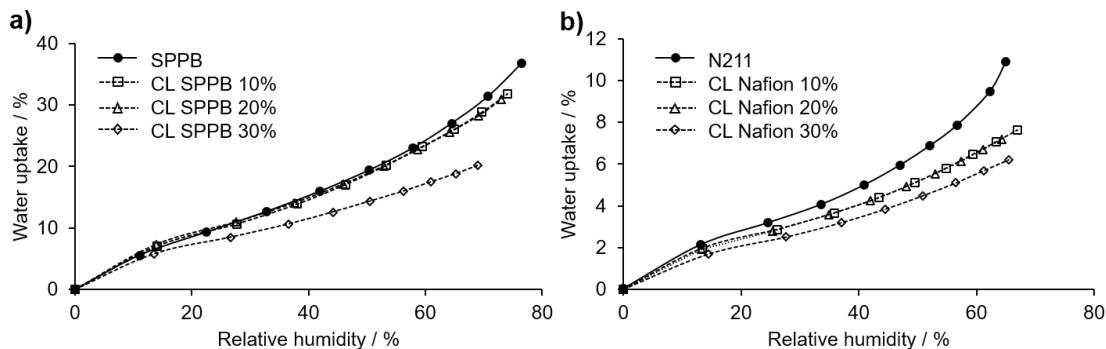 a)
40
30
20
10
0
0 20 40 60 80
Water uptake / %
Relative humidity / %
SPPB
CL SPPB 10%
CL SPPB 20%
CL SPPB 30%
b)
12
10
8
6
4
2
0
0 20 40 60 80
Water uptake / %
Relative humidity / %
N211
CL Nafion 10%
CL Nafion 20%
CL Nafion 30%